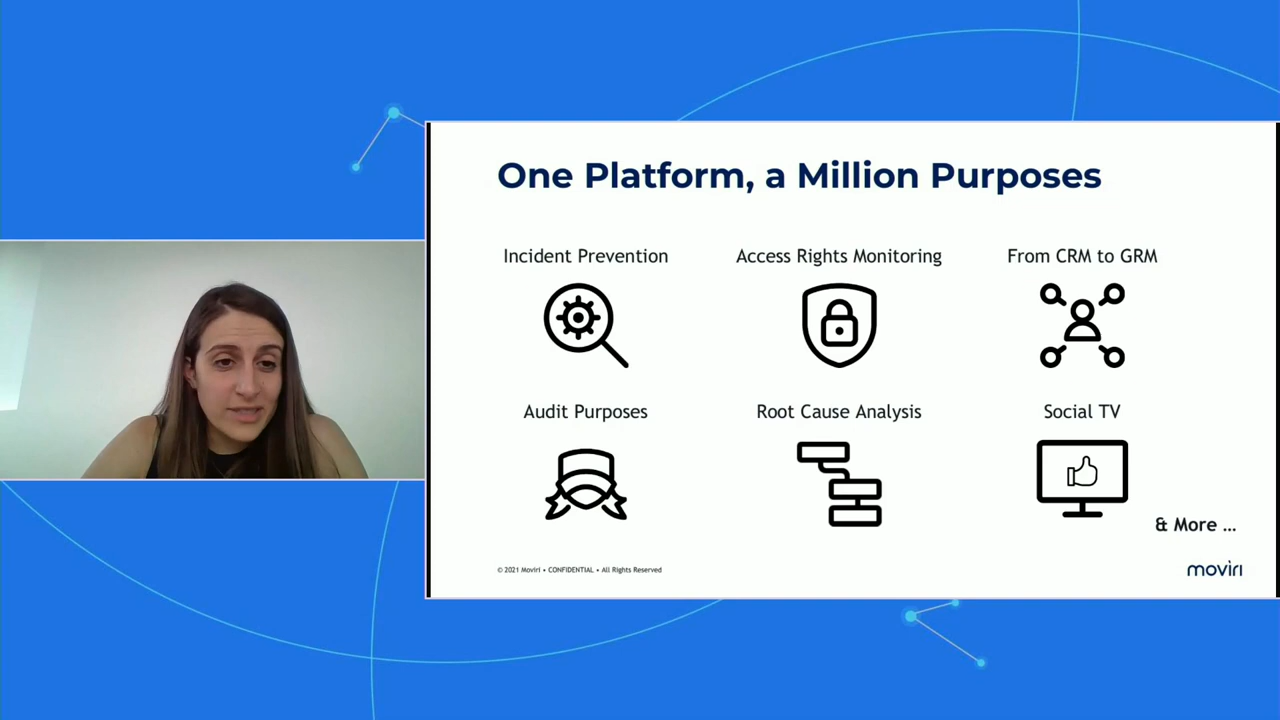 One Platform, a Million Purposes
Incident Prevention
Access Rights Monitoring
From CRM to GRM
Audit Purposes
Root Cause Analysis
Social TV
& More ...
© 2021 Moviri • CONFIDENTIAL • All Rights Reserved
moviri